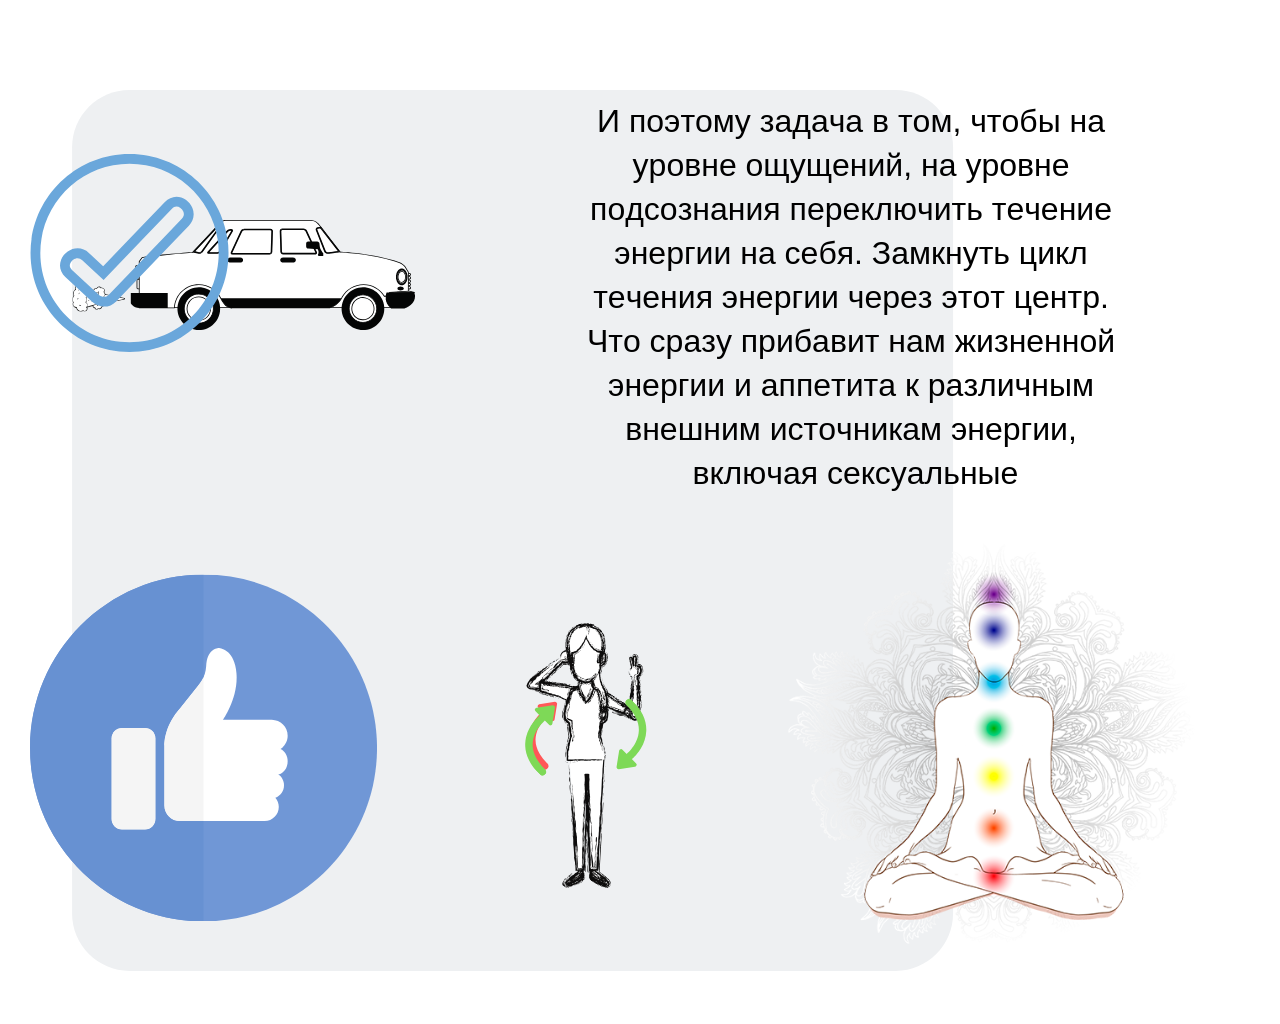 И поэтому задача в том, чтобы на
уровне ощущений, на уровне
подсознания переключить течение
энергии на себя. Замкнуть цикл
течения энергии через этот центр.
Что сразу прибавит нам жизненной
энергии и аппетита к различным
внешним источникам энергии,
включая сексуальные